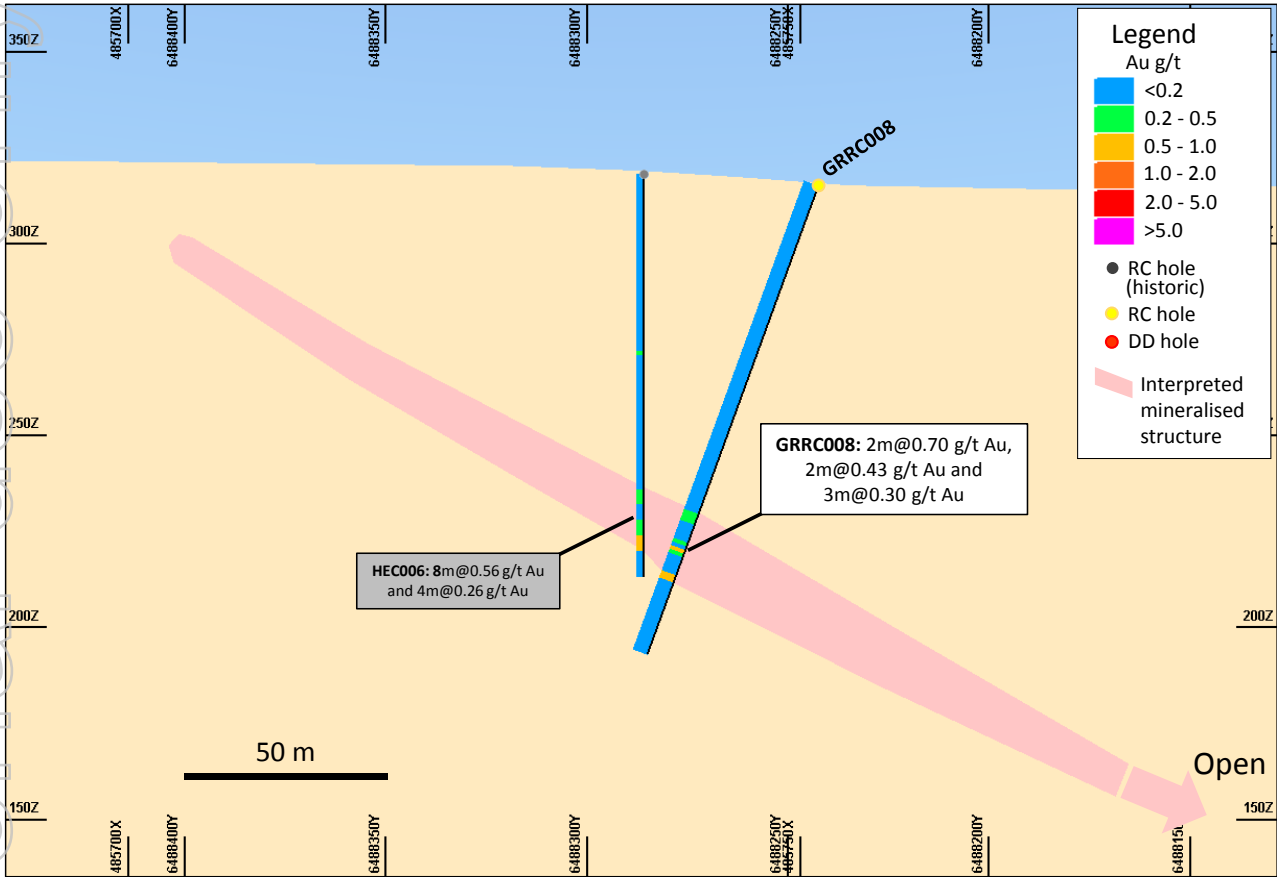 485700X
6488400Y
6488350Y
6488300Y
6488250Y
485750X
6488200Y
350Z
300Z
250Z
200Z
150Z
Legend
Au g/t
<0.2
0.2 - 0.5
0.5 - 1.0
1.0 - 2.0
2.0 - 5.0
>5.0
RC hole
(historic)
RC hole
DD hole
Interpreted
mineralised
structure
GRRC008
GRRC008: 2m@0.70 g/t Au,
2m@0.43 g/t Au and
3m@0.30 g/t Au
HEC006: 8m@0.56 g/t Au
and 4m@0.26 g/t Au
200Z
50 m
Open
150Z
485700X
6488400Y
6488350Y
6488300Y
6488250Y
485750X
6488200Y